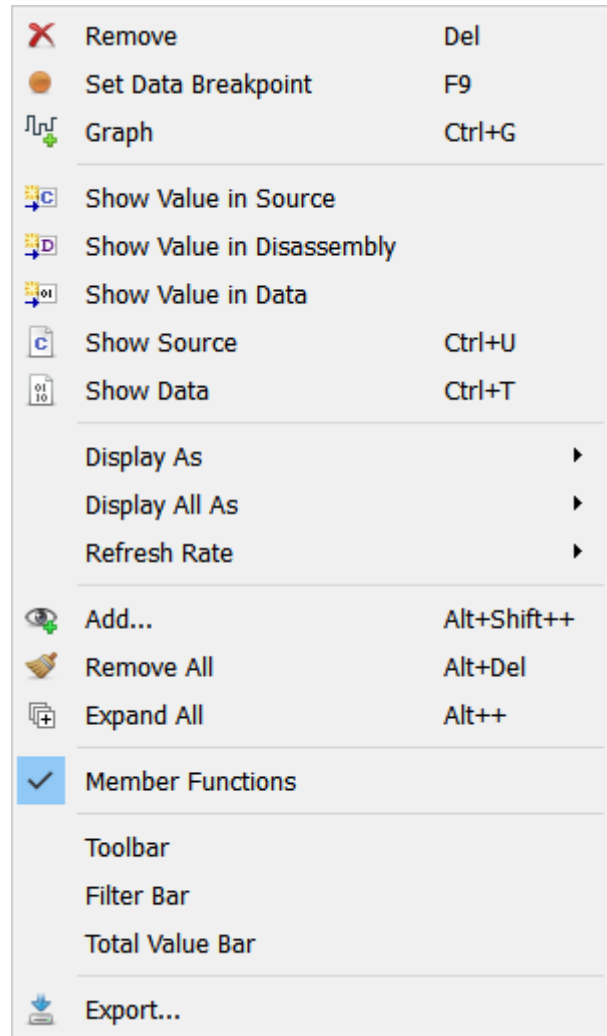 Remove Del
Set Data Breakpoint F9
Graph Ctrl+G
Show Value in Source
Show Value in Disassembly
Show Value in Data
Show Source Ctrl+U
Show Data Ctrl+T
Display As
Display All As
Refresh Rate
Add... Alt+Shift++
Remove All Alt+Del
Expand All Alt++
Member Functions
Toolbar
Filter Bar
Total Value Bar
Export...